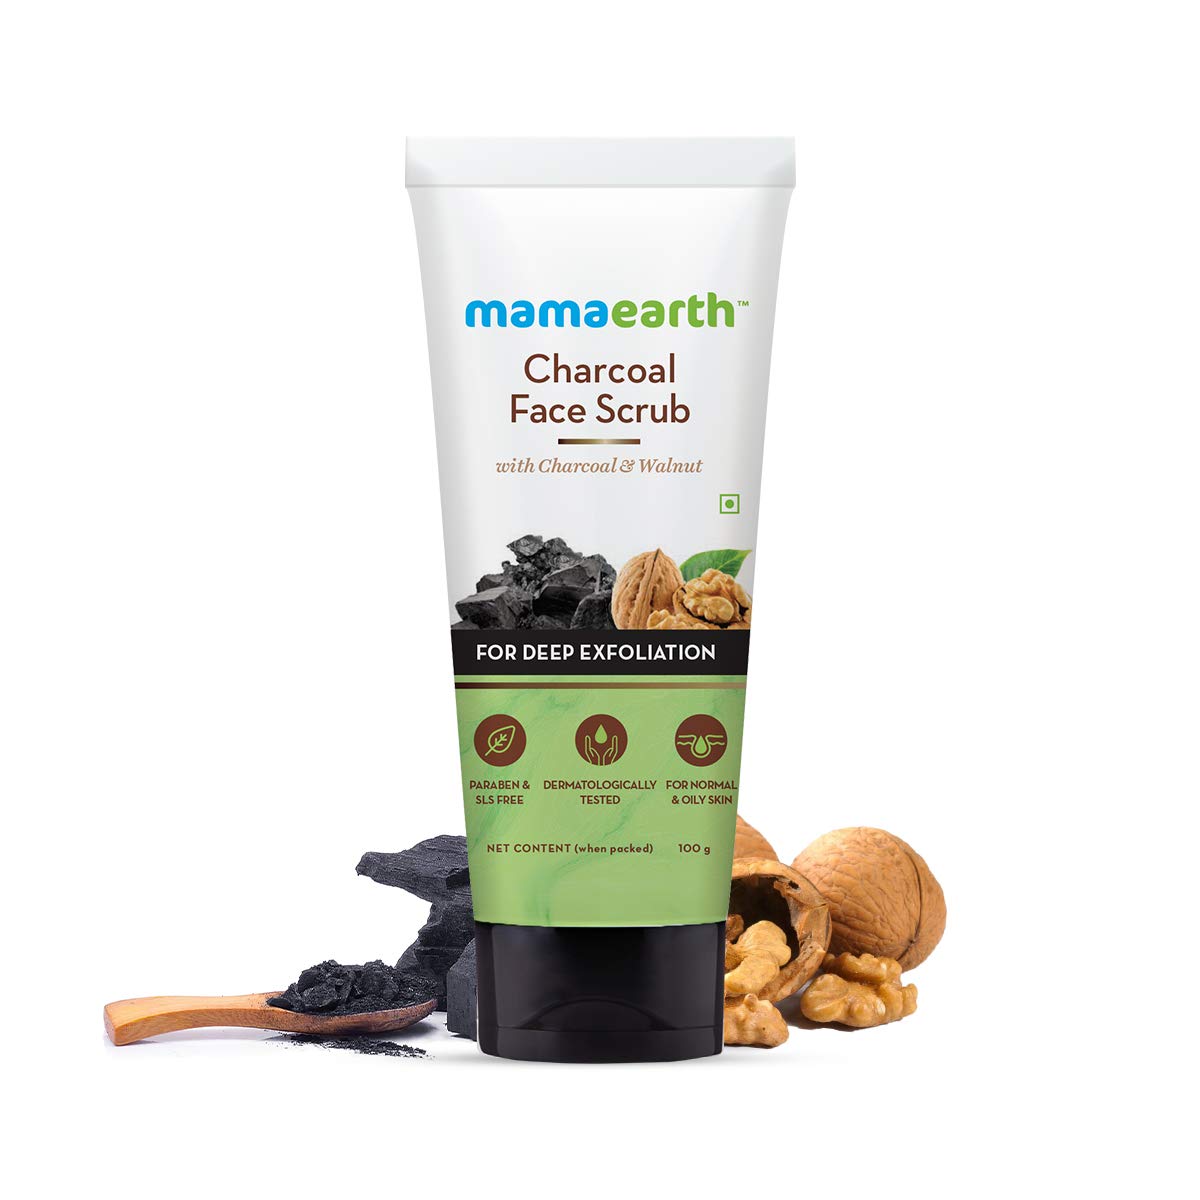 mamaearth™
Charcoal
Face Scrub
with Charcoal & Walnut
FOR DEEP EXFOLIATION
PARABEN &
SLS FREE
DERMATOLOGICALLY
TESTED
FOR NORMAL
& OILY SKIN
NET CONTENT (when packed) 100 g